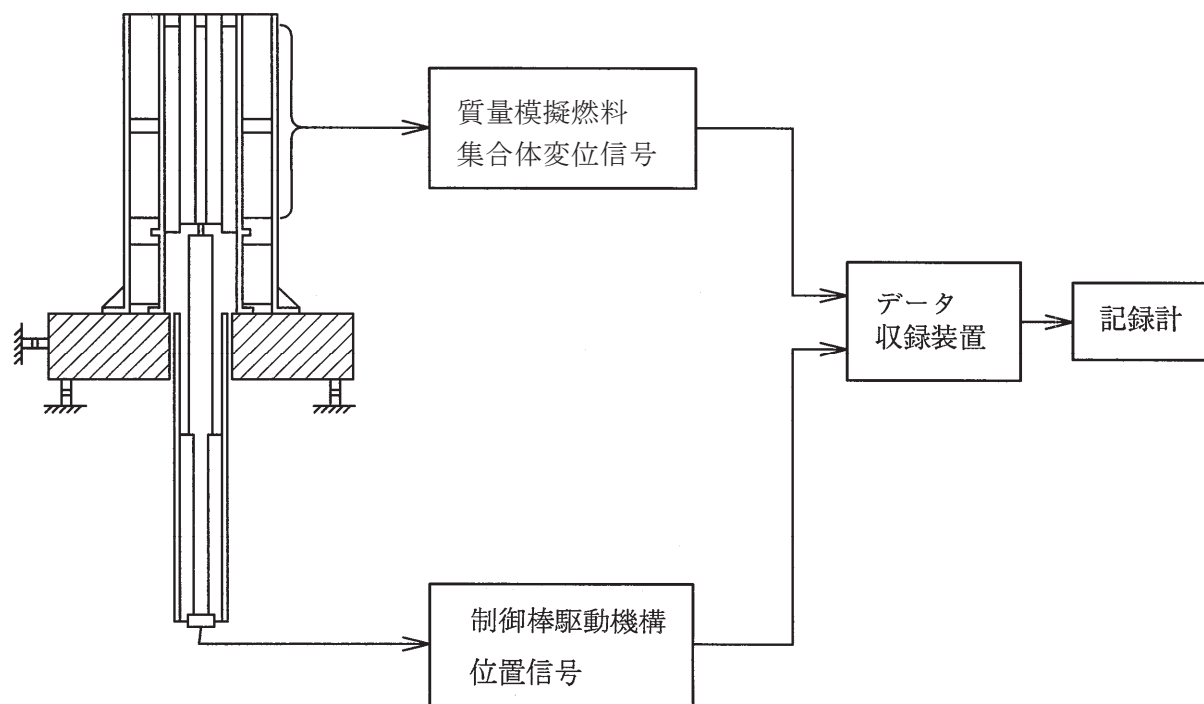 質量模擬燃料
集合体変位信号
データ
収録装置
記録計
制御棒駆動機構
位置信号